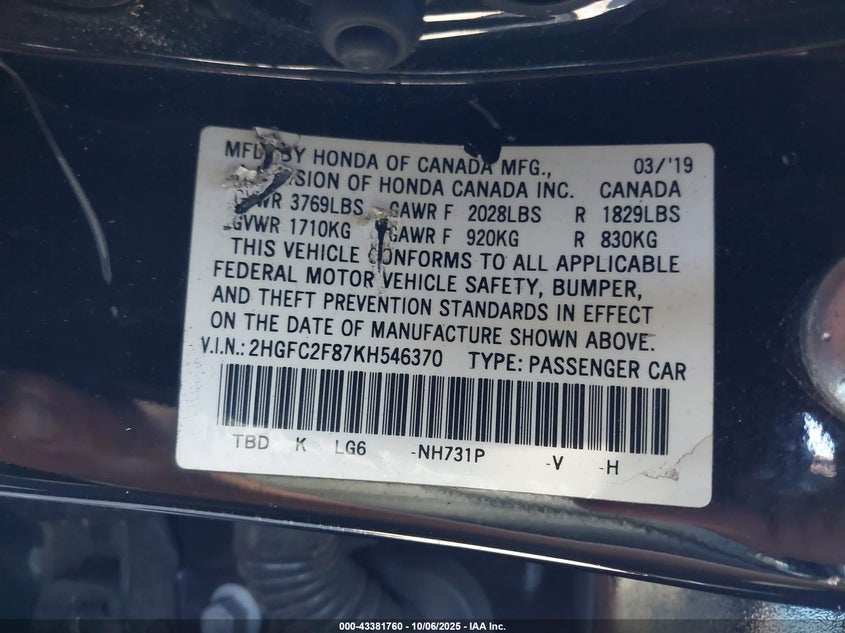 MFD. BY HONDA OF CANADA MFG., 03/'19
SION OF HONDA CANADA INC. CANADA
3769LBS GAWR F 2028LBS R 1829LBS
GVWR 1710KG GAWR F 920KG R 830KG
THIS VEHICLE CONFORMS TO ALL APPLICABLE
FEDERAL MOTOR VEHICLE SAFETY, BUMPER,
AND THEFT PREVENTION STANDARDS IN EFFECT
ON THE DATE OF MANUFACTURE SHOWN ABOVE.
V.I.N.: 2HGFC2F87KH546370 TYPE: PASSENGER CAR
TBD K LG6 -NH731P -V -H
000-43381760 - 10/06/2025 - IAA Inc.